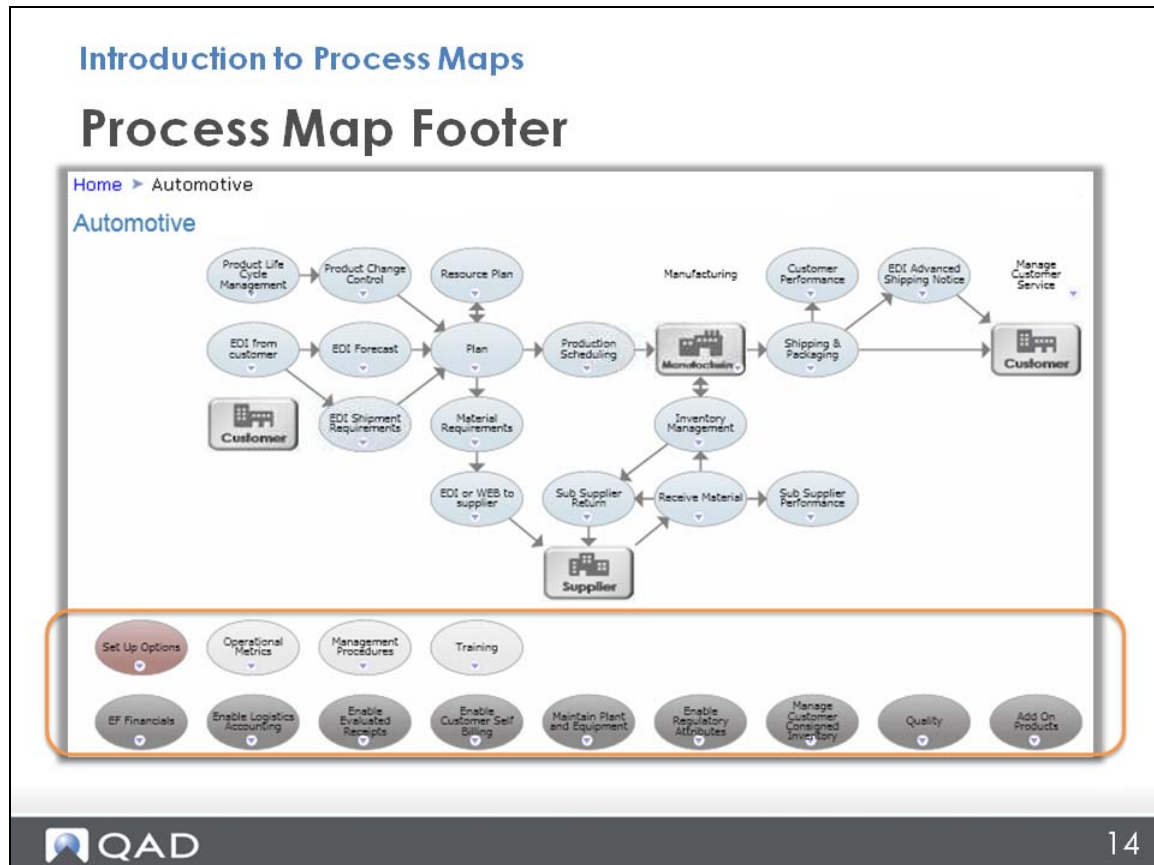 Introduction to Process Maps
Process Map Footer
Home ➤ Automotive
Automotive
Product Life
Cycle
Management
Product Change
Control
Resource Plan
Manufacturing
Customer
Performance
EDI Advanced
Shipping Notice
Manage
Customer
Service
EDI from
customer
EDI Forecast
Plan
Production
Scheduling
Shipping &
Packaging
Customer
Customer
EDI Shipment
Requirements
Material
Requirements
Inventory
Management
EDI or WEB to
supplier
Sub Supplier
Return
Receive Material
Sub Supplier
Performance
Supplier
Set Up Options
Operational
Metrics
Management
Procedures
Training
EF Financials
Enable Logistics
Accounting
Enable
Evaluated
Receipts
Enable
Customer Self
Billing
Maintain Plant
and Equipment
Enable
Regulatory
Attributes
Manage
Customer
Consigned
Inventory
Quality
Add On
Products
QAD
14